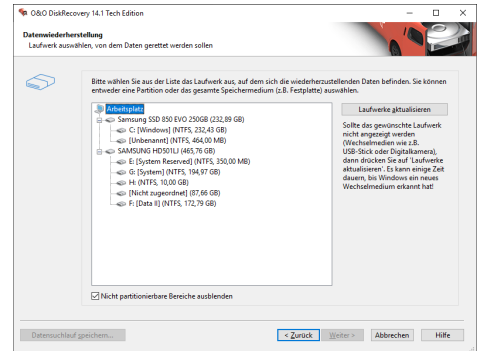 O&O DiskRecovery 14.1 Tech Edition
Datenwiederherstellung
Laufwerk auswählen, von dem Daten gerettet werden sollen
Bitte wählen Sie aus der Liste das Laufwerk aus, auf dem sich die wiederherzustellenden Daten befinden. Sie können
entweder eine Partition oder das gesamte Speichermedium (z.B. Festplatte) auswählen.
Arbeitsplatz
Samsung SSD 850 EVO 250GB (232,89 GB)
C: [Windows] (NTFS, 232,43 GB)
[Unbenannt] (NTFS, 464,00 MB)
SAMSUNG HD501LJ (465,76 GB)
E: [System Reserved] (NTFS, 350,00 MB)
G: [System] (NTFS, 194,97 GB)
H: (NTFS, 10,00 GB)
[Nicht zugeordnet] (87,66 GB)
F: [Data II] (NTFS, 172,79 GB)
Laufwerke aktualisieren
Sollte das gewünschte Laufwerk
nicht angezeigt werden
(Wechselmedien wie z.B.
USB-Stick oder Digitalkamera),
dann drücken Sie auf 'Laufwerke
aktualisieren'. Es kann einige Zeit
dauern, bis Windows ein neues
Wechselmedium erkannt hat!
Nicht partitionierbare Bereiche ausblenden
Datensuchlauf speichern...
< Zurück
Weiter >
Abbrechen
Hilfe